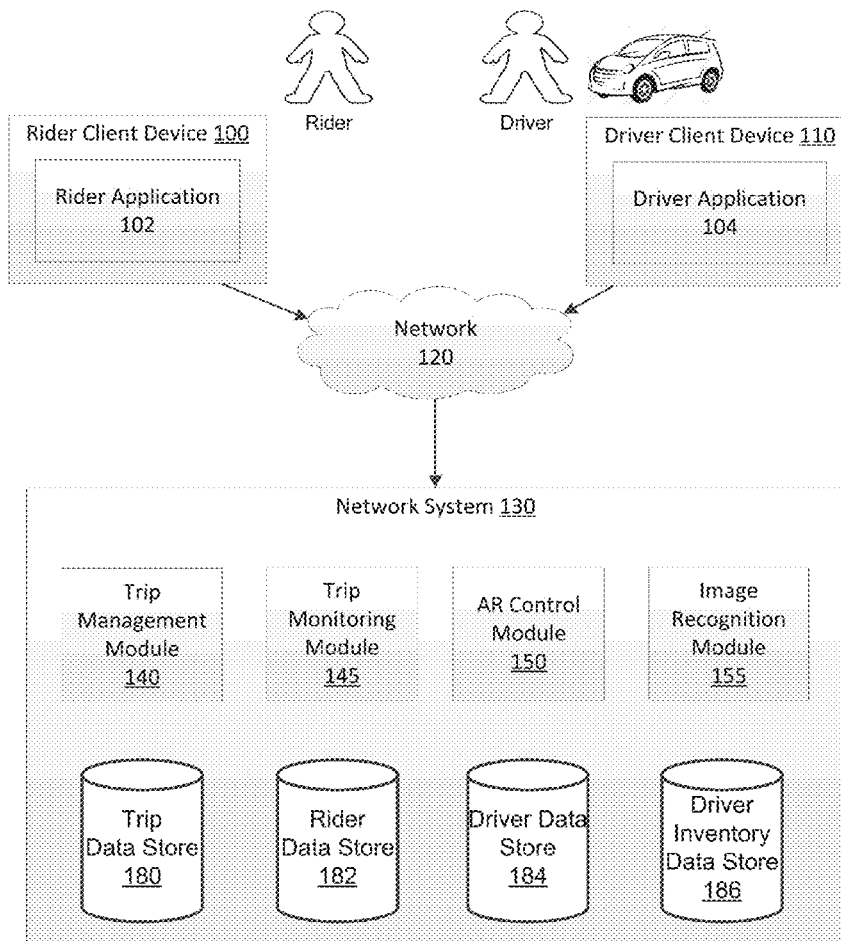 Rider
Driver
Rider Client Device 100
Rider Application
102
Driver Client Device 110
Driver Application
104
Network
120
Network System 130
Trip
Management
Module
140
Trip
Monitoring
Module
145
AR Control
Module
150
Image
Recognition
Module
155
Trip
Data Store
180
Rider
Data Store
182
Driver Data
Store
184
Driver
Inventory
Data Store
186